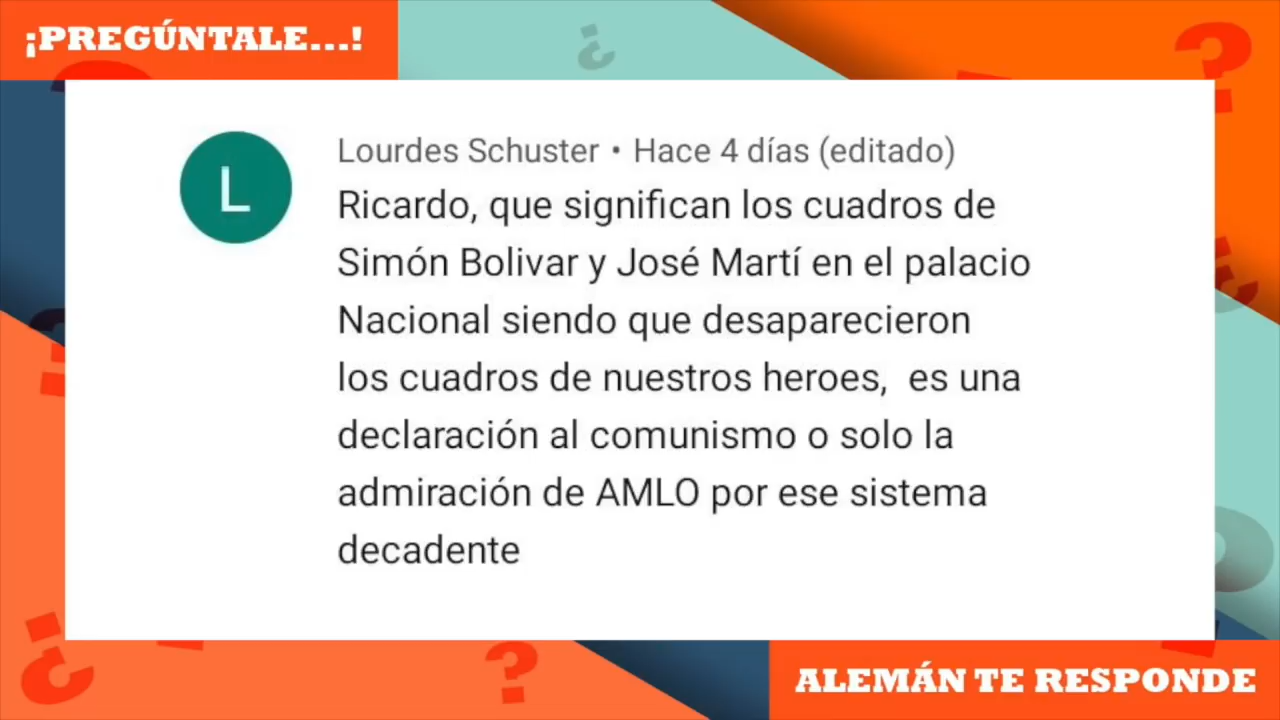 ¡PREGÚNTALE...!
L
Lourdes Schuster • Hace 4 días (editado)
Ricardo, que significan los cuadros de
Simón Bolivar y José Martí en el palacio
Nacional siendo que desaparecieron
los cuadros de nuestros heroes,  es una
declaración al comunismo o solo la
admiración de AMLO por ese sistema
decadente
ALEMÁN TE RESPONDE